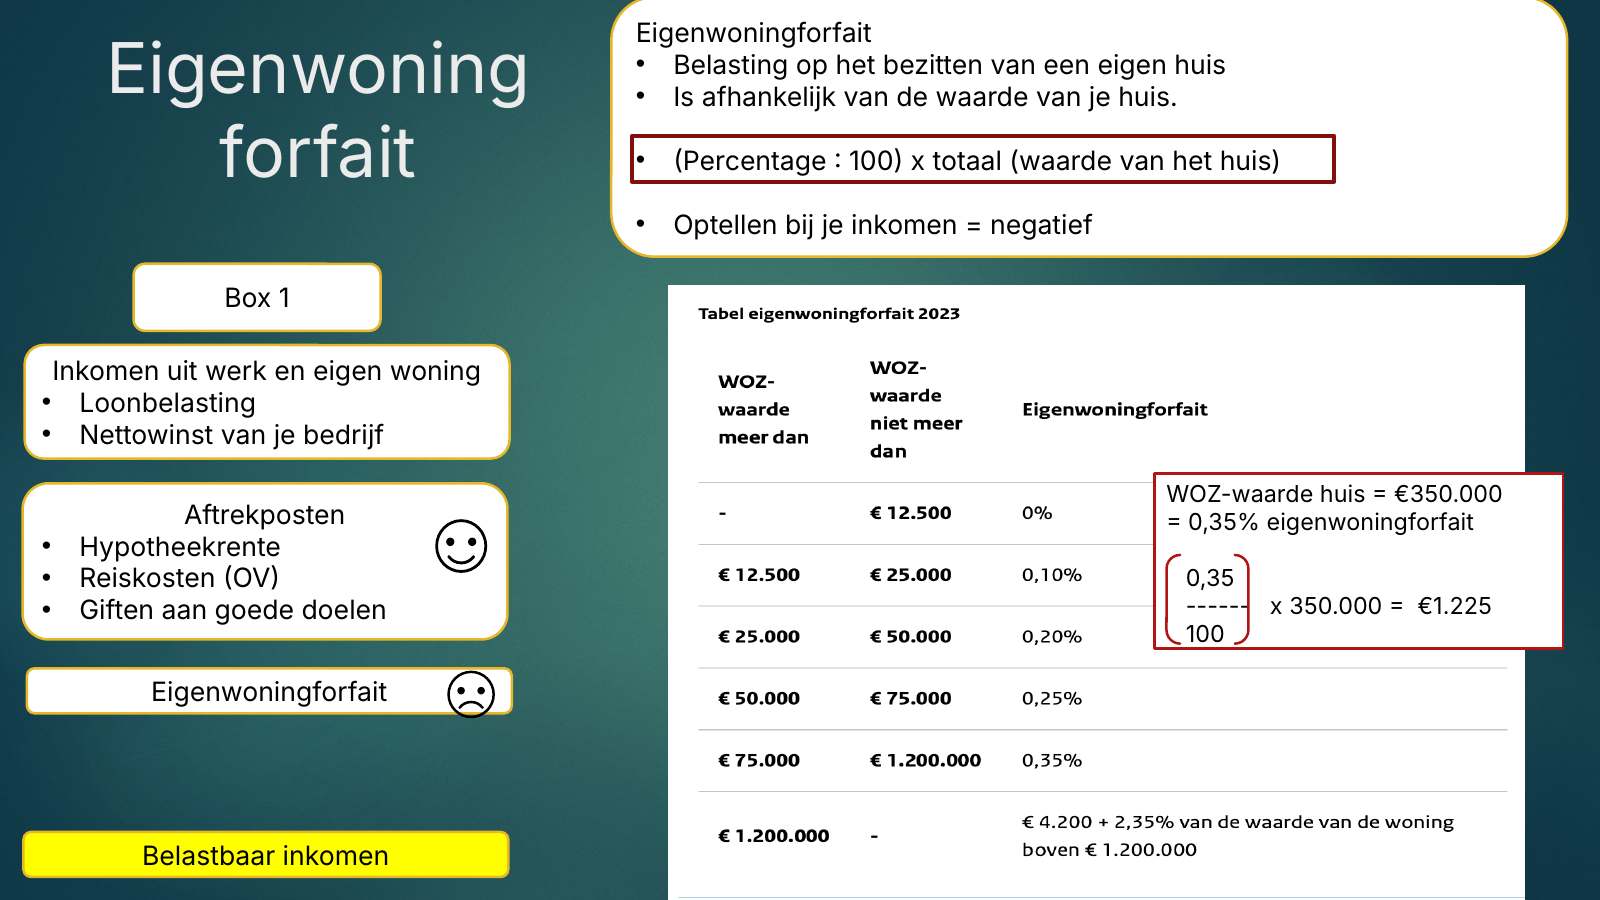 Eigenwoning
forfait
Eigenwoningforfait
• Belasting op het bezitten van een eigen huis
• Is afhankelijk van de waarde van je huis.
• (Percentage : 100) x totaal (waarde van het huis)
• Optellen bij je inkomen = negatief
Box 1
Inkomen uit werk en eigen woning
• Loonbelasting
• Nettowinst van je bedrijf
Aftrekposten
• Hypotheekrente
• Reiskosten (OV)
• Giften aan goede doelen
Eigenwoningforfait
Belastbaar inkomen
Tabel eigenwoningforfait 2023
WOZ-
waarde
meer dan
WOZ-
waarde
niet meer
dan
Eigenwoningforfait
- € 12.500 0%
€ 12.500 € 25.000 0,10%
€ 25.000 € 50.000 0,20%
€ 50.000 € 75.000 0,25%
€ 75.000 € 1.200.000 0,35%
€ 1.200.000 - € 4.200 + 2,35% van de waarde van de woning
boven € 1.200.000
WOZ-waarde huis = €350.000
= 0,35% eigenwoningforfait
0,35
------ x 350.000 = €1.225
100